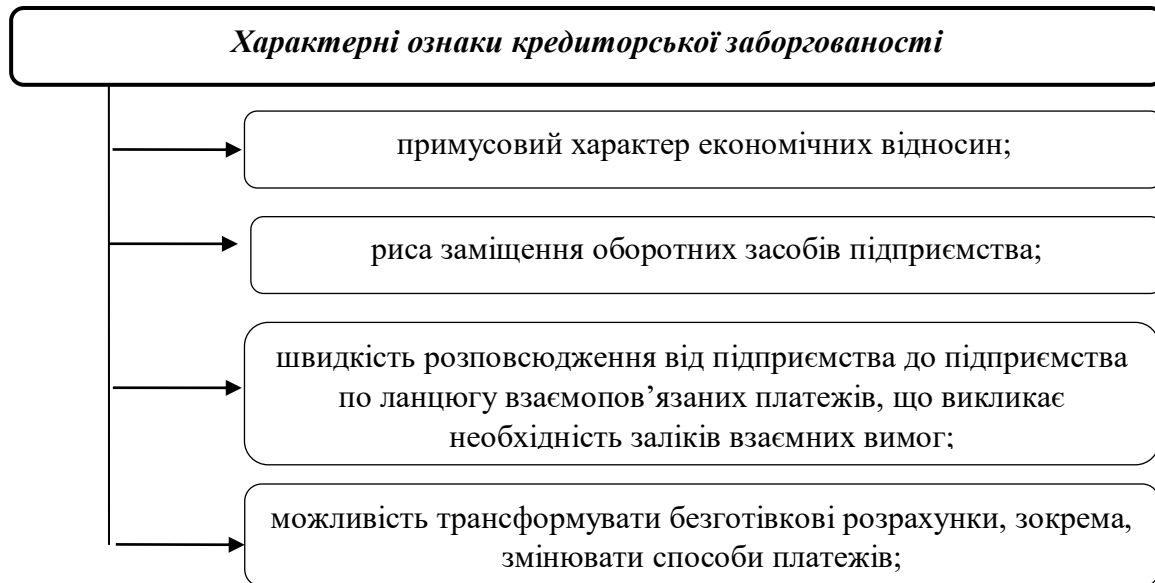 Характерні ознаки кредиторської заборгованості
примусовий характер економічних відносин;
риса заміщення оборотних засобів підприємства;
швидкість розповсюдження від підприємства до підприємства
по ланцюгу взаємопов’язаних платежів, що викликає
необхідність заліків взаємних вимог;
можливість трансформувати безготівкові розрахунки, зокрема,
змінювати способи платежів;